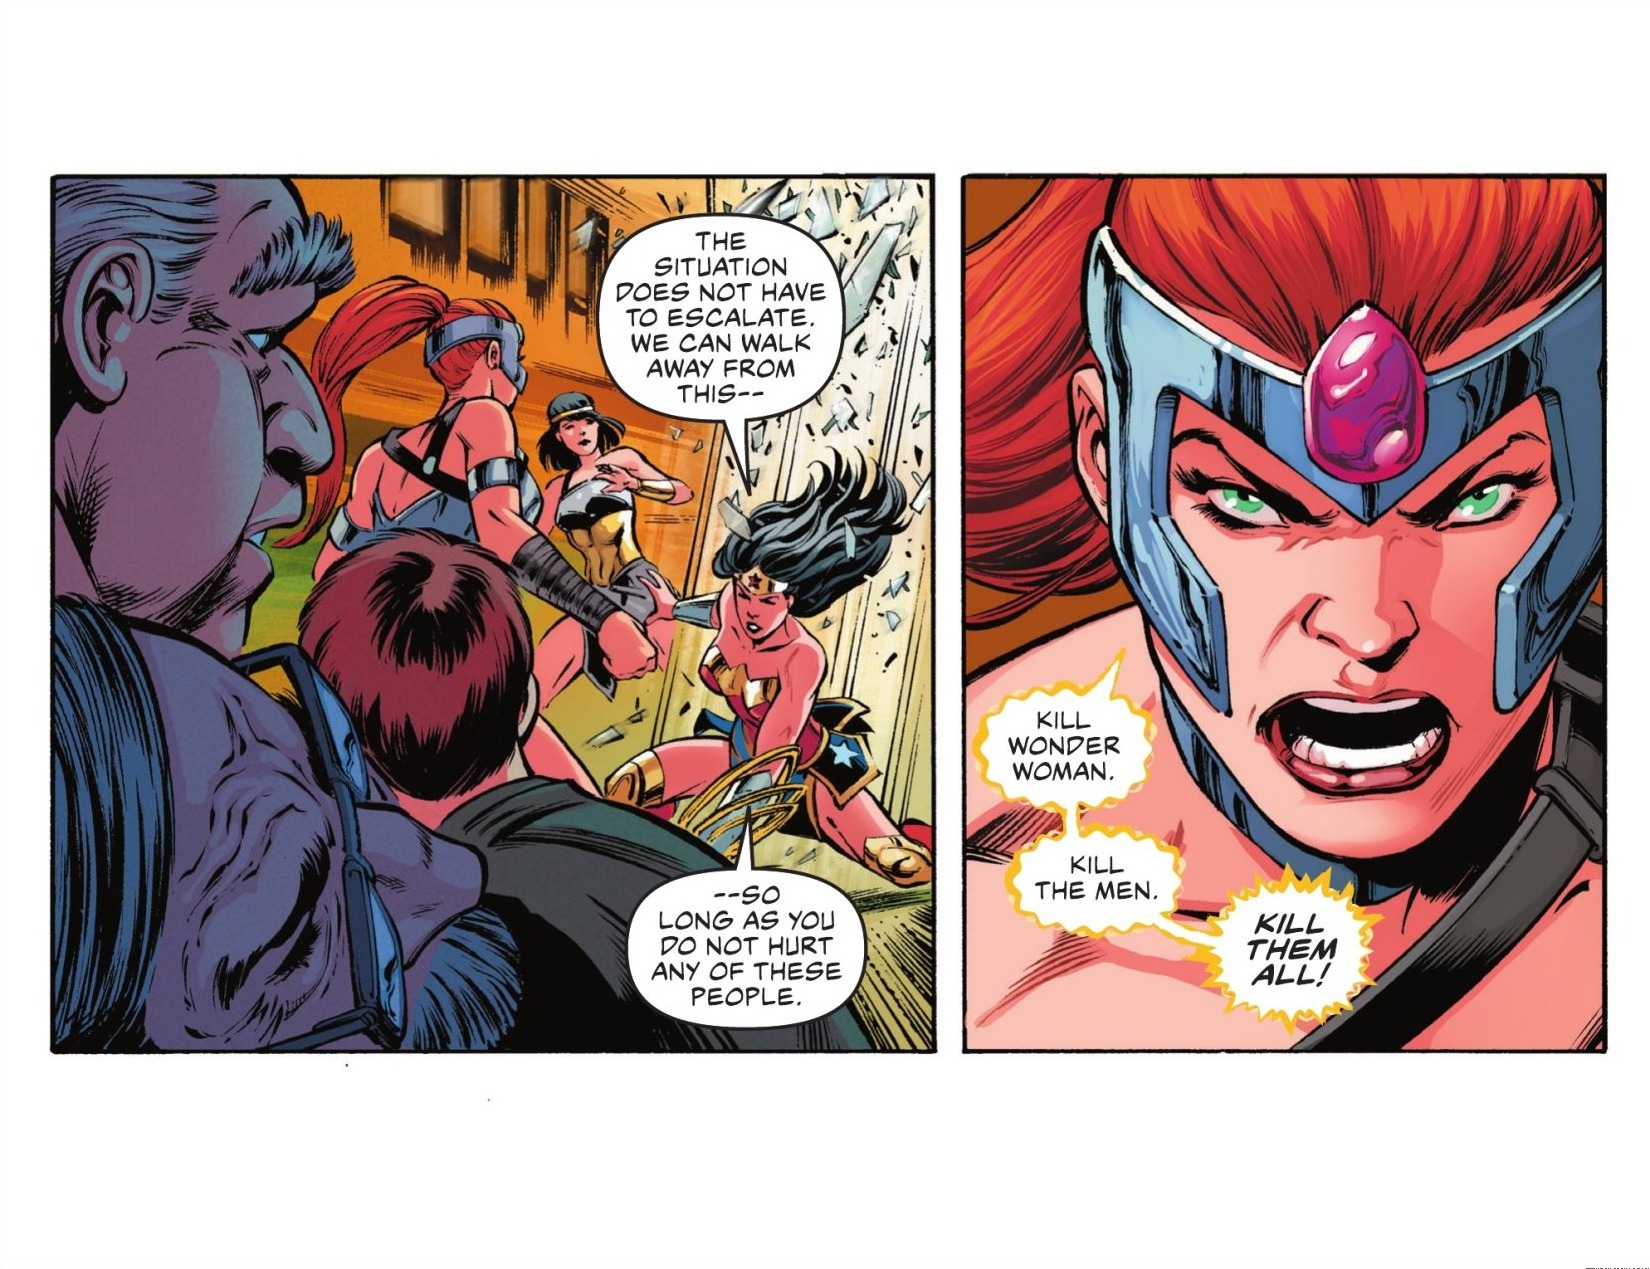 THE
SITUATION
DOES NOT HAVE
TO ESCALATE.
WE CAN WALK
AWAY FROM
THIS--
--SO
LONG AS YOU
DO NOT HURT
ANY OF THESE
PEOPLE.
KILL
WONDER
WOMAN.
KILL
THE MEN.
KILL
THEM
ALL!